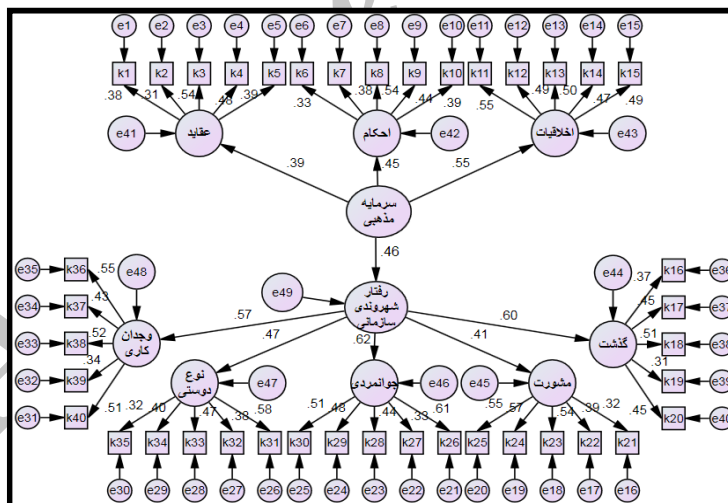 e1 e2 e3 e4 e5 e6 e7 e8 e9 e10 e11 e12 e13 e14 e15
k1 k2 k3 k4 k5 k6 k7 k8 k9 k10 k11 k12 k13 k14 k15
.38 .31 .54 .48 .39 .33 .38 .54 .44 .39 .55 .49 .50 .47 .49
e41 عقاید احکام e42 اخلاقیات e43
.39 .45 .55
سرمایه
مذهبی
.46
e35 k36 .55 e48 e49 رفتار
شهروندی
سازمانی
e44 .37 k16 e36
e34 k37 .43 .45 k17 e37
e33 k38 .52 وجدان
کاری
.57 .47 .62 .41 .60 گذشت .51 k18 e38
e32 k39 .34 .31 k19 e39
e31 k40 .45 k20 e40
نوع
دوستی
e47 جوانمردی e46 e45 مشورت
.51 .32 .40 .47 .38 .58 .51 .48 .44 .33 .61 .55 .57 .54 .39 .32
k35 k34 k33 k32 k31 k30 k29 k28 k27 k26 k25 k24 k23 k22 k21
e30 e29 e28 e27 e26 e25 e24 e23 e22 e21 e20 e19 e18 e17 e16